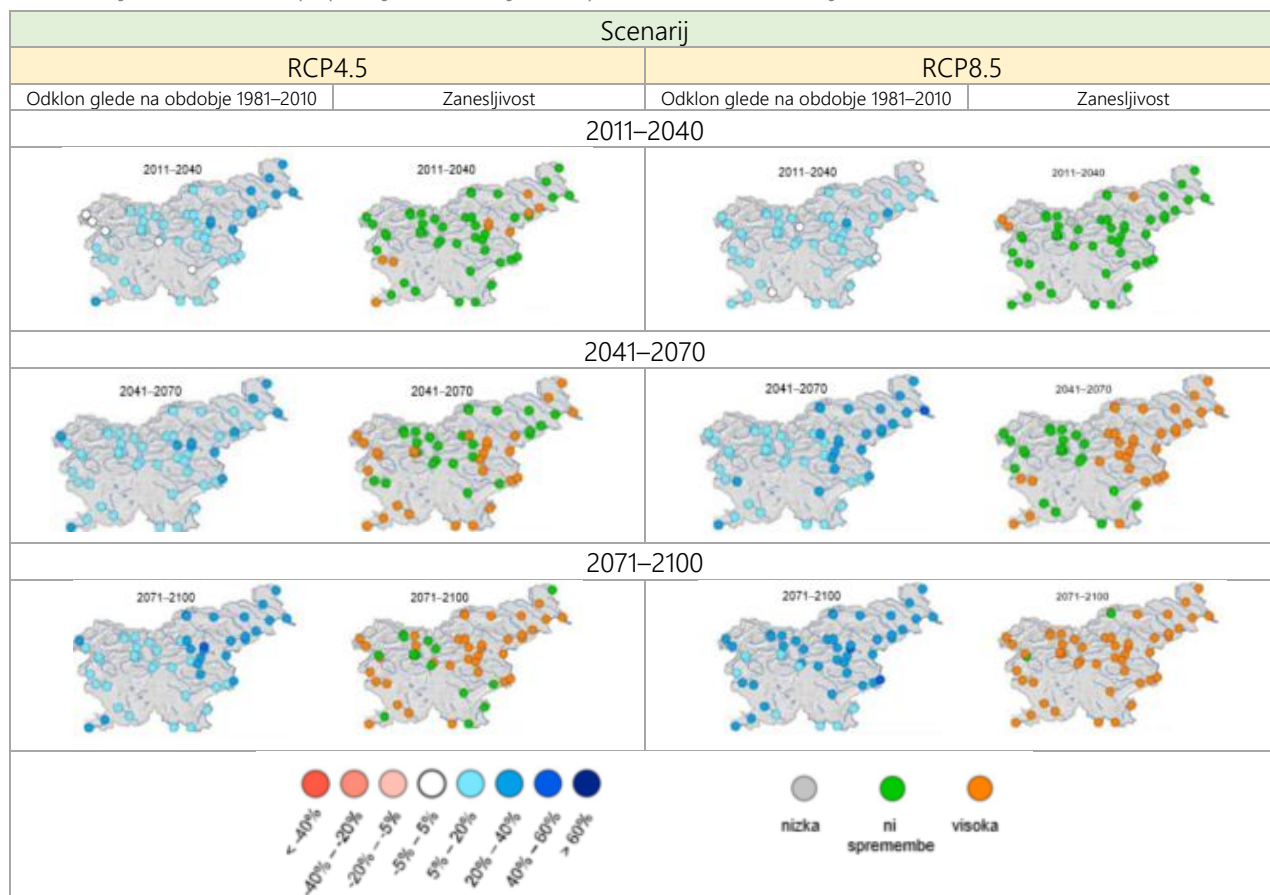 Scenarij
RCP4.5 RCP8.5
Odklon glede na obdobje 1981–2010 Zanesljivost Odklon glede na obdobje 1981–2010 Zanesljivost
2011–2040
2011–2040 2011–2040 2011–2040 2011–2040
2041–2070
2041–2070 2041–2070 2041–2070 2041–2070
2071–2100
2071–2100 2071–2100 2071–2100 2071–2100
< -40% -40% – -20% -20% – -5% -5% – 5% 5% – 20% 20% – 40% 40% – 60% > 60%
nizka ni visoka
spremembe